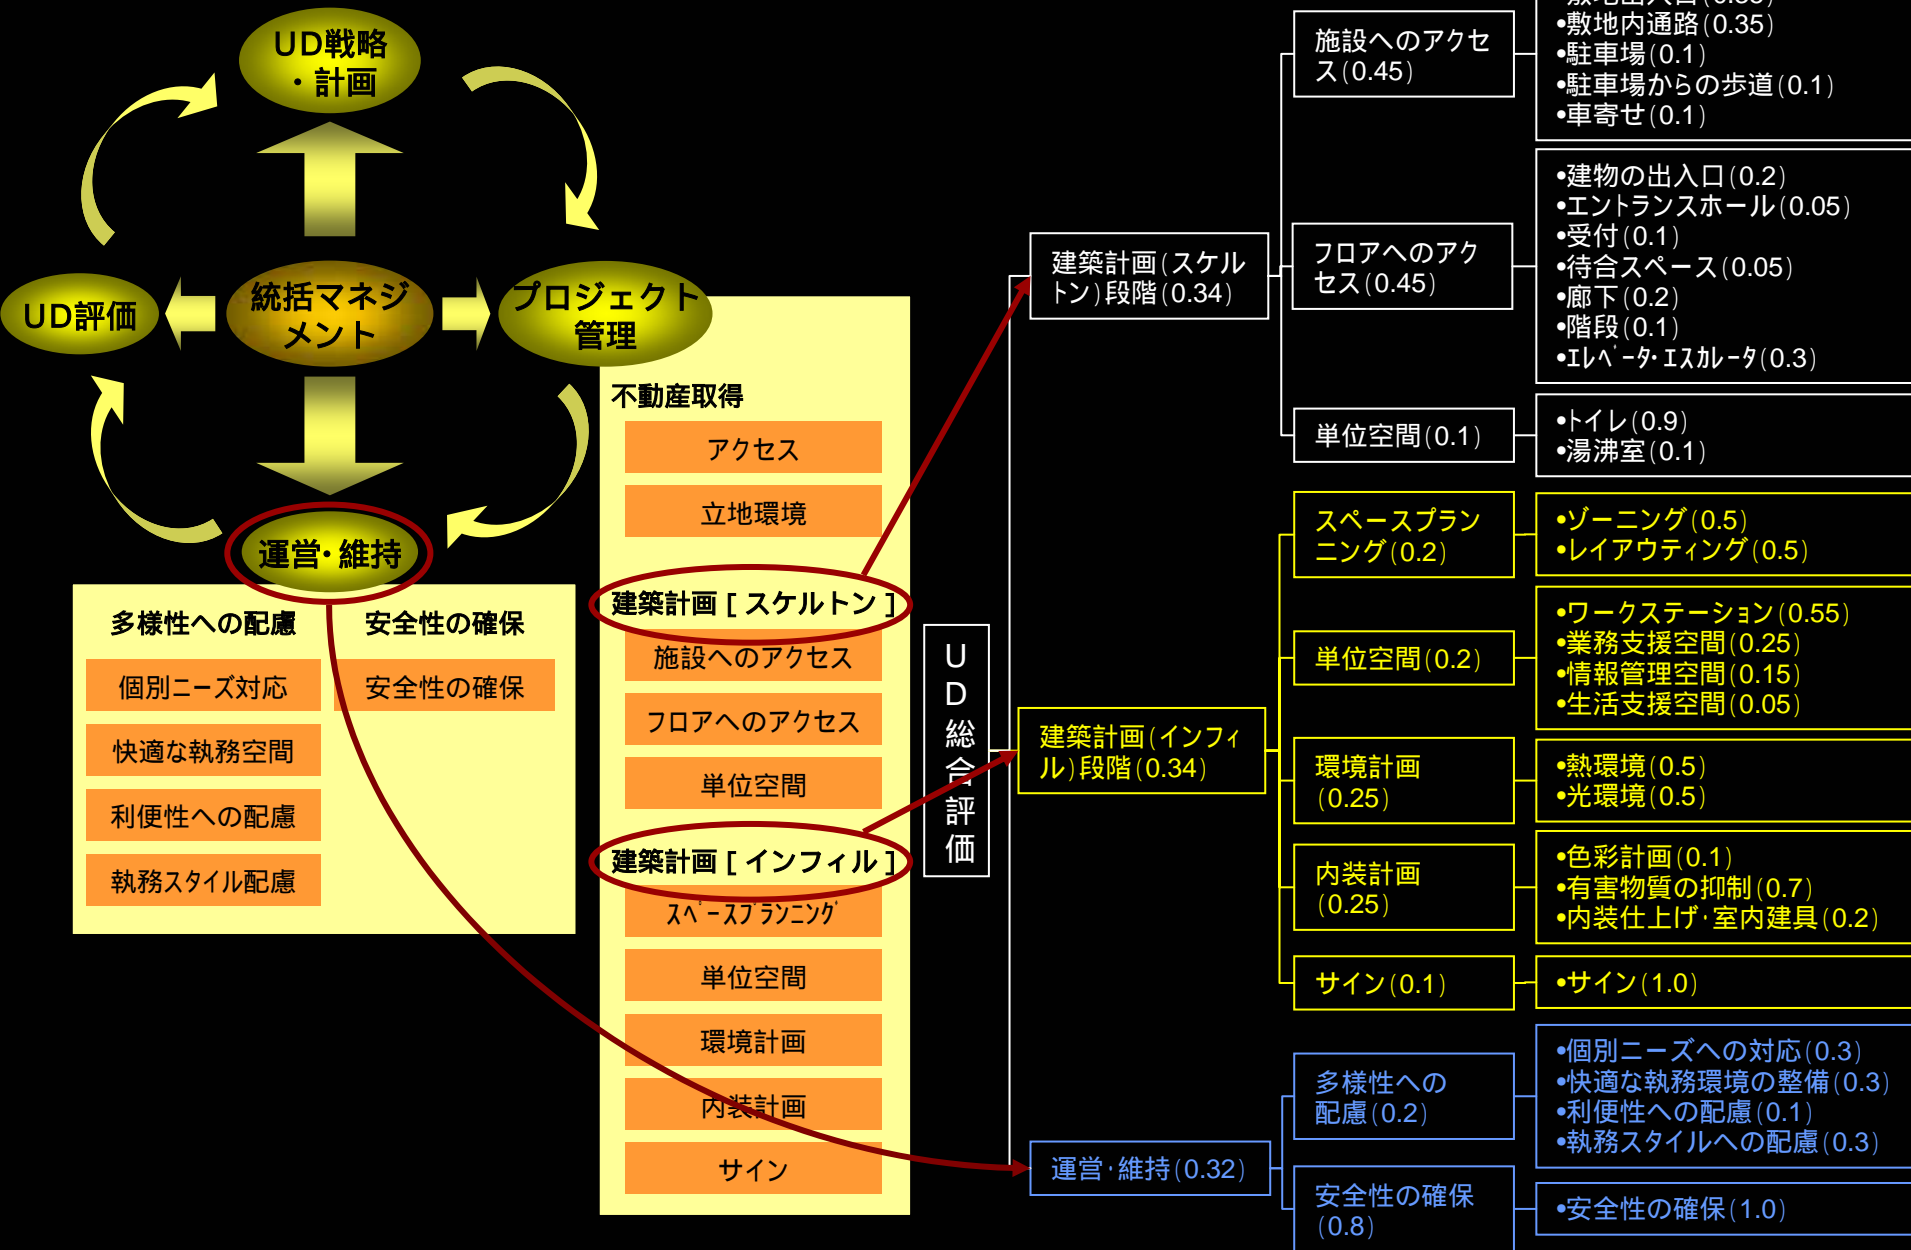 UD戦略
・計画
統括マネジ
メント
UD評価
プロジェクト
管理
運営・維持
多様性への配慮
個別ニーズ対応
快適な執務空間
利便性への配慮
執務スタイル配慮
安全性の確保
安全性の確保
不動産取得
アクセス
立地環境
建築計画[スケルトン]
施設へのアクセス
フロアへのアクセス
単位空間
建築計画[インフィル]
ｽﾍﾟｰｽﾌﾟﾗﾝﾆﾝｸﾞ
単位空間
環境計画
内装計画
サイン
UD総合評価
建築計画(スケル
トン)段階(0.34)
施設へのアクセ
ス(0.45)
•敷地内通路(0.35)
•駐車場(0.1)
•駐車場からの歩道(0.1)
•車寄せ(0.1)
フロアへのアク
セス(0.45)
•建物の出入口(0.2)
•エントランスホール(0.05)
•受付(0.1)
•待合スペース(0.05)
•廊下(0.2)
•階段(0.1)
•ｴﾚﾍﾞｰﾀ･ｴｽｶﾚｰﾀ(0.3)
単位空間(0.1)
•トイレ(0.9)
•湯沸室(0.1)
建築計画(インフィ
ル)段階(0.34)
スペースプラン
ニング(0.2)
•ゾーニング(0.5)
•レイアウティング(0.5)
単位空間(0.2)
•ワークステーション(0.55)
•業務支援空間(0.25)
•情報管理空間(0.15)
•生活支援空間(0.05)
環境計画
(0.25)
•熱環境(0.5)
•光環境(0.5)
内装計画
(0.25)
•色彩計画(0.1)
•有害物質の抑制(0.7)
•内装仕上げ・室内建具(0.2)
サイン(0.1)
•サイン(1.0)
運営・維持(0.32)
多様性への
配慮(0.2)
•個別ニーズへの対応(0.3)
•快適な執務環境の整備(0.3)
•利便性への配慮(0.1)
•執務スタイルへの配慮(0.3)
安全性の確保
(0.8)
•安全性の確保(1.0)